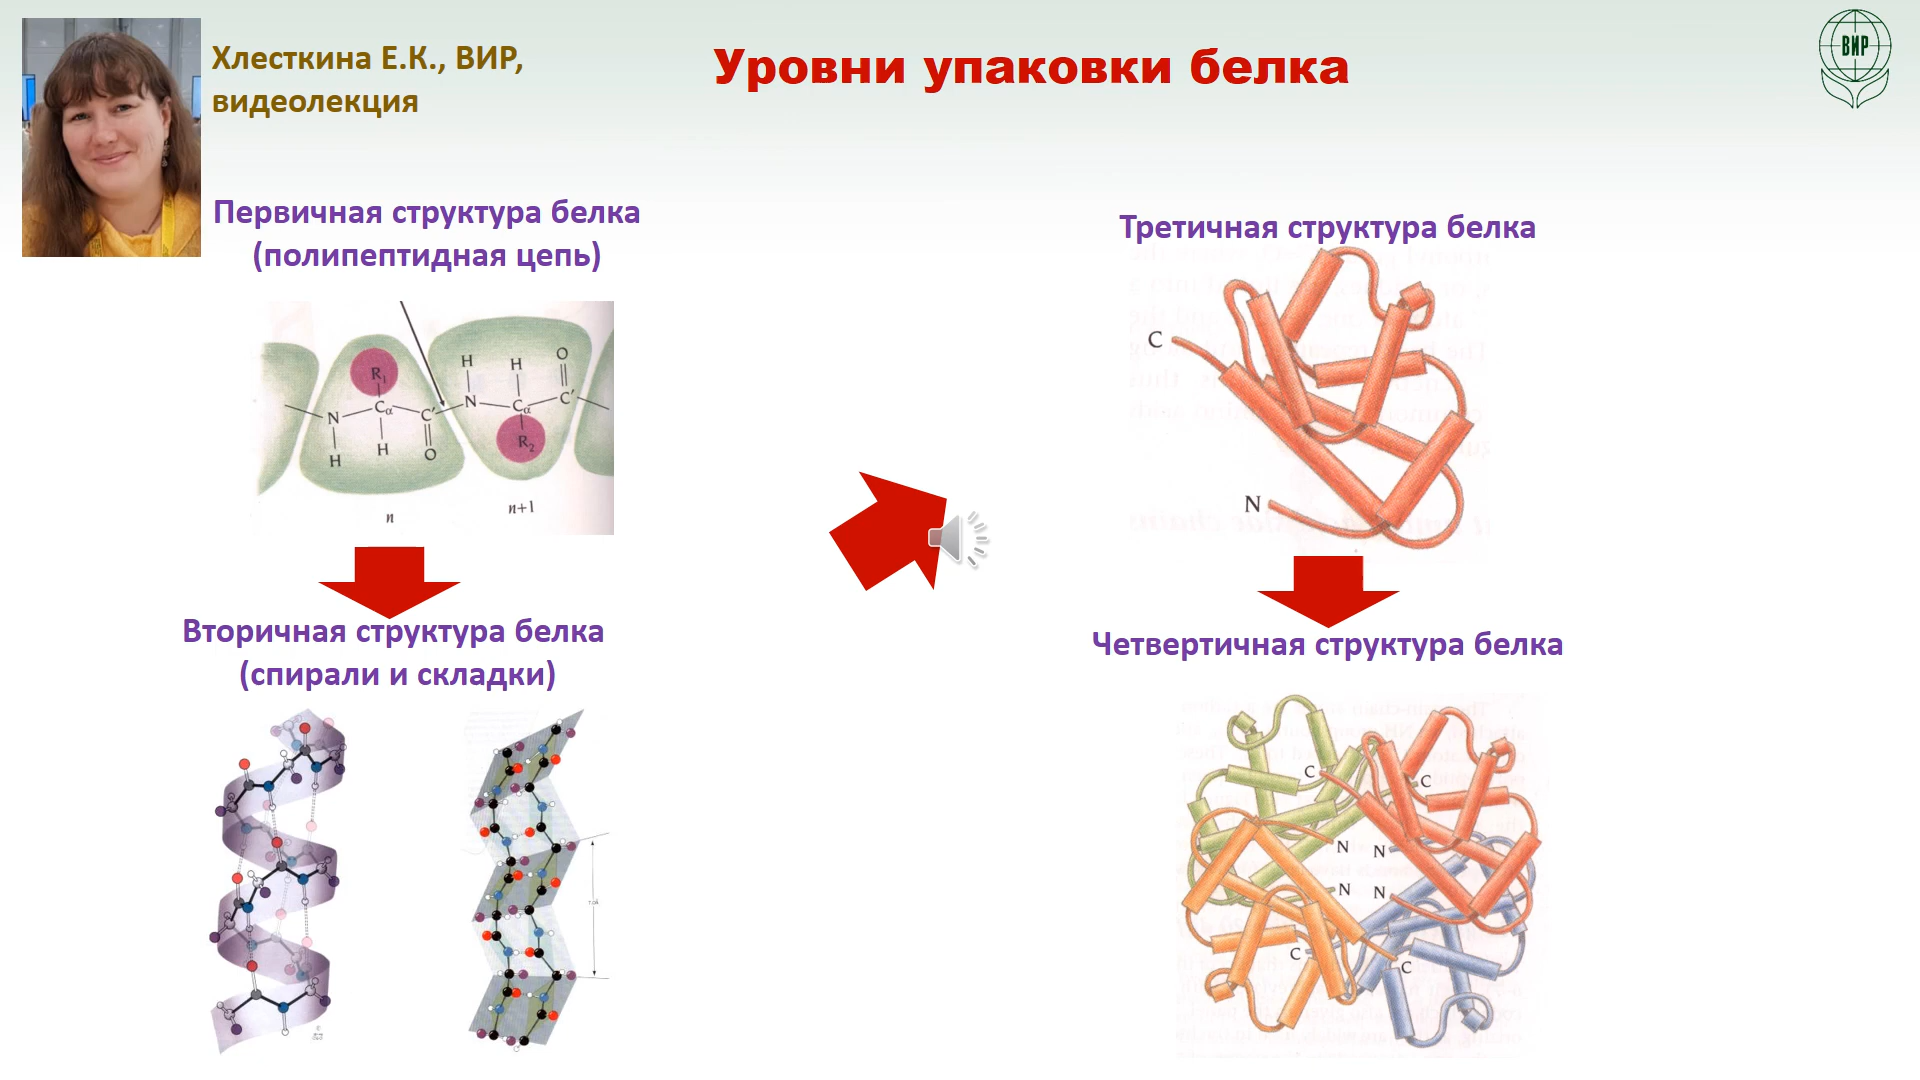 Хлесткина Е.К., ВИР,
видеолекция
Уровни упаковки белка
ВИР
Первичная структура белка
(полипептидная цепь)
R1
H
H
O
N
Cα
C'
N
Cα
C'
H
H
O
R2
n
n+1
Вторичная структура белка
(спирали и складки)
Третичная структура белка
C
N
Четвертичная структура белка
C
C
N
N
N
N
C
C